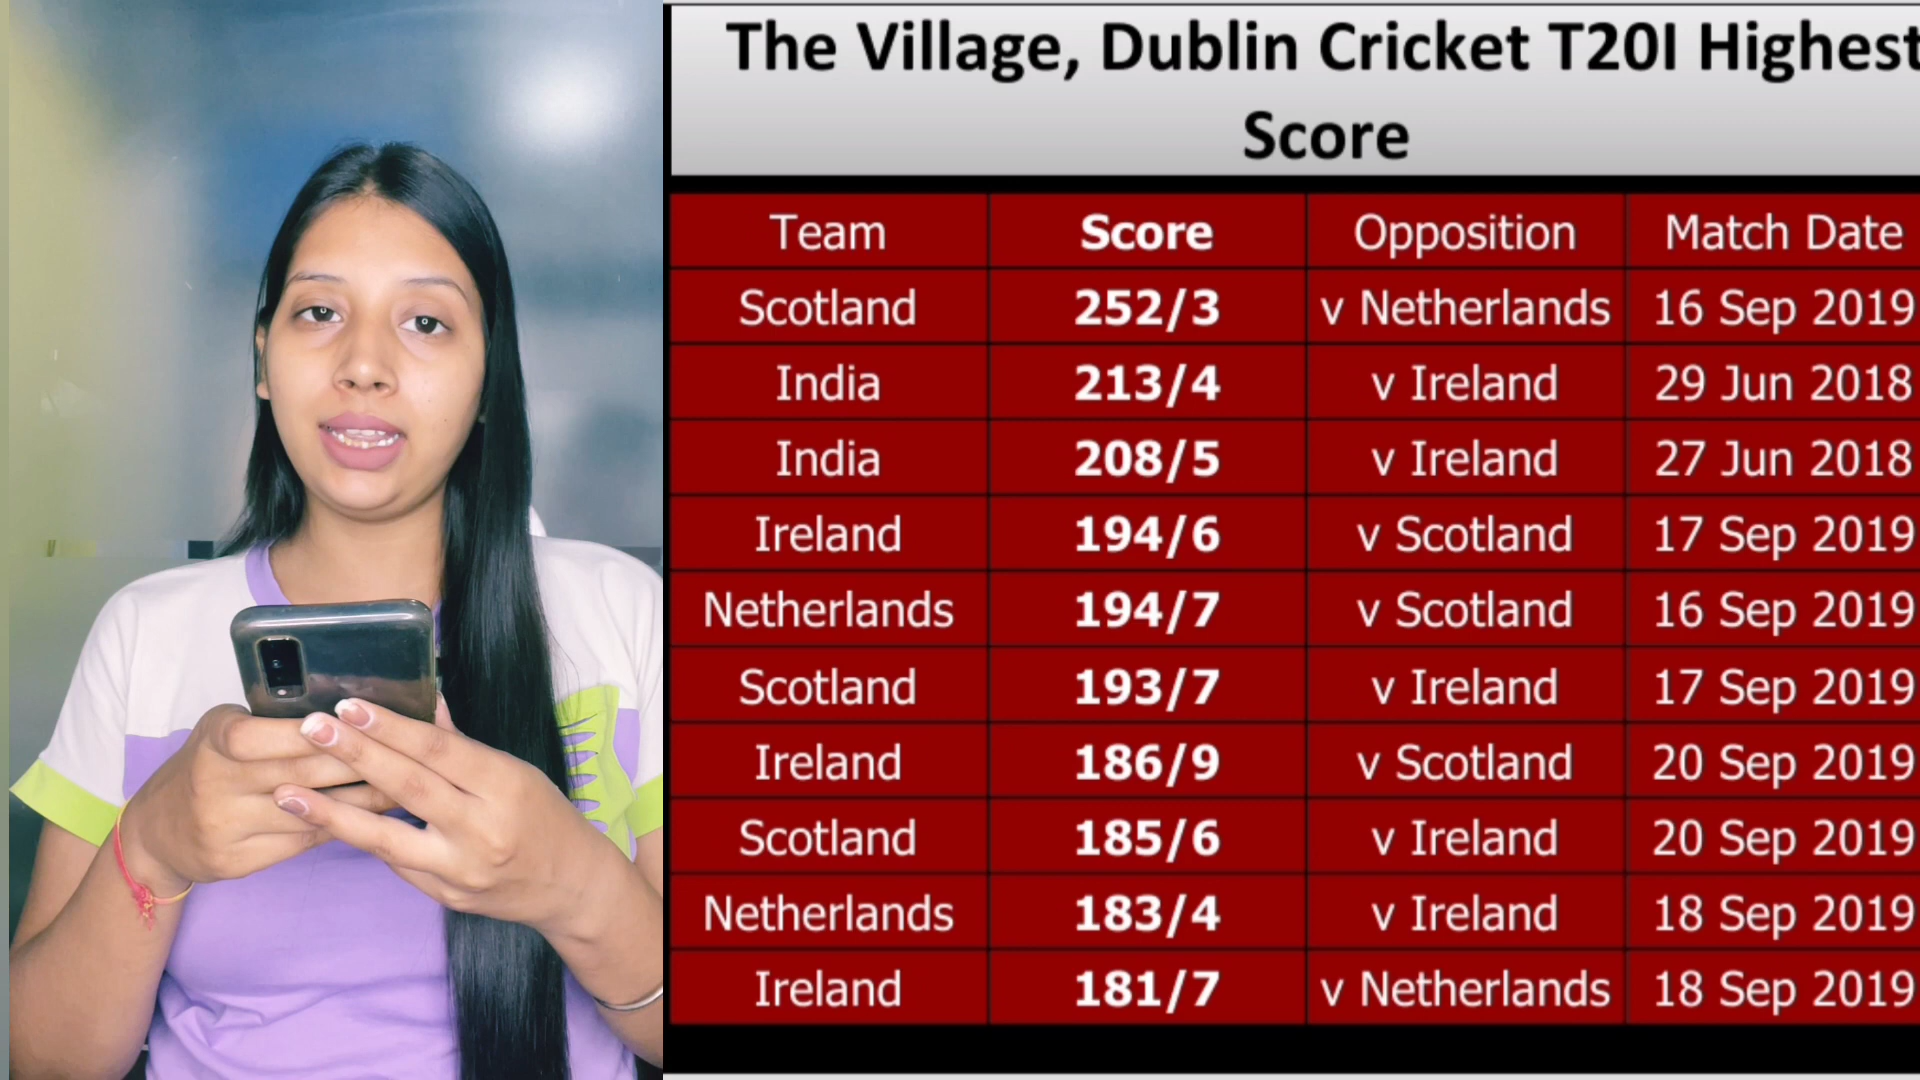 The Village, Dublin Cricket T20I Highest
Score
Team Score Opposition Match Date
Scotland 252/3 v Netherlands 16 Sep 2019
India 213/4 v Ireland 29 Jun 2018
India 208/5 v Ireland 27 Jun 2018
Ireland 194/6 v Scotland 17 Sep 2019
Netherlands 194/7 v Scotland 16 Sep 2019
Scotland 193/7 v Ireland 17 Sep 2019
Ireland 186/9 v Scotland 20 Sep 2019
Scotland 185/6 v Ireland 20 Sep 2019
Netherlands 183/4 v Ireland 18 Sep 2019
Ireland 181/7 v Netherlands 18 Sep 2019